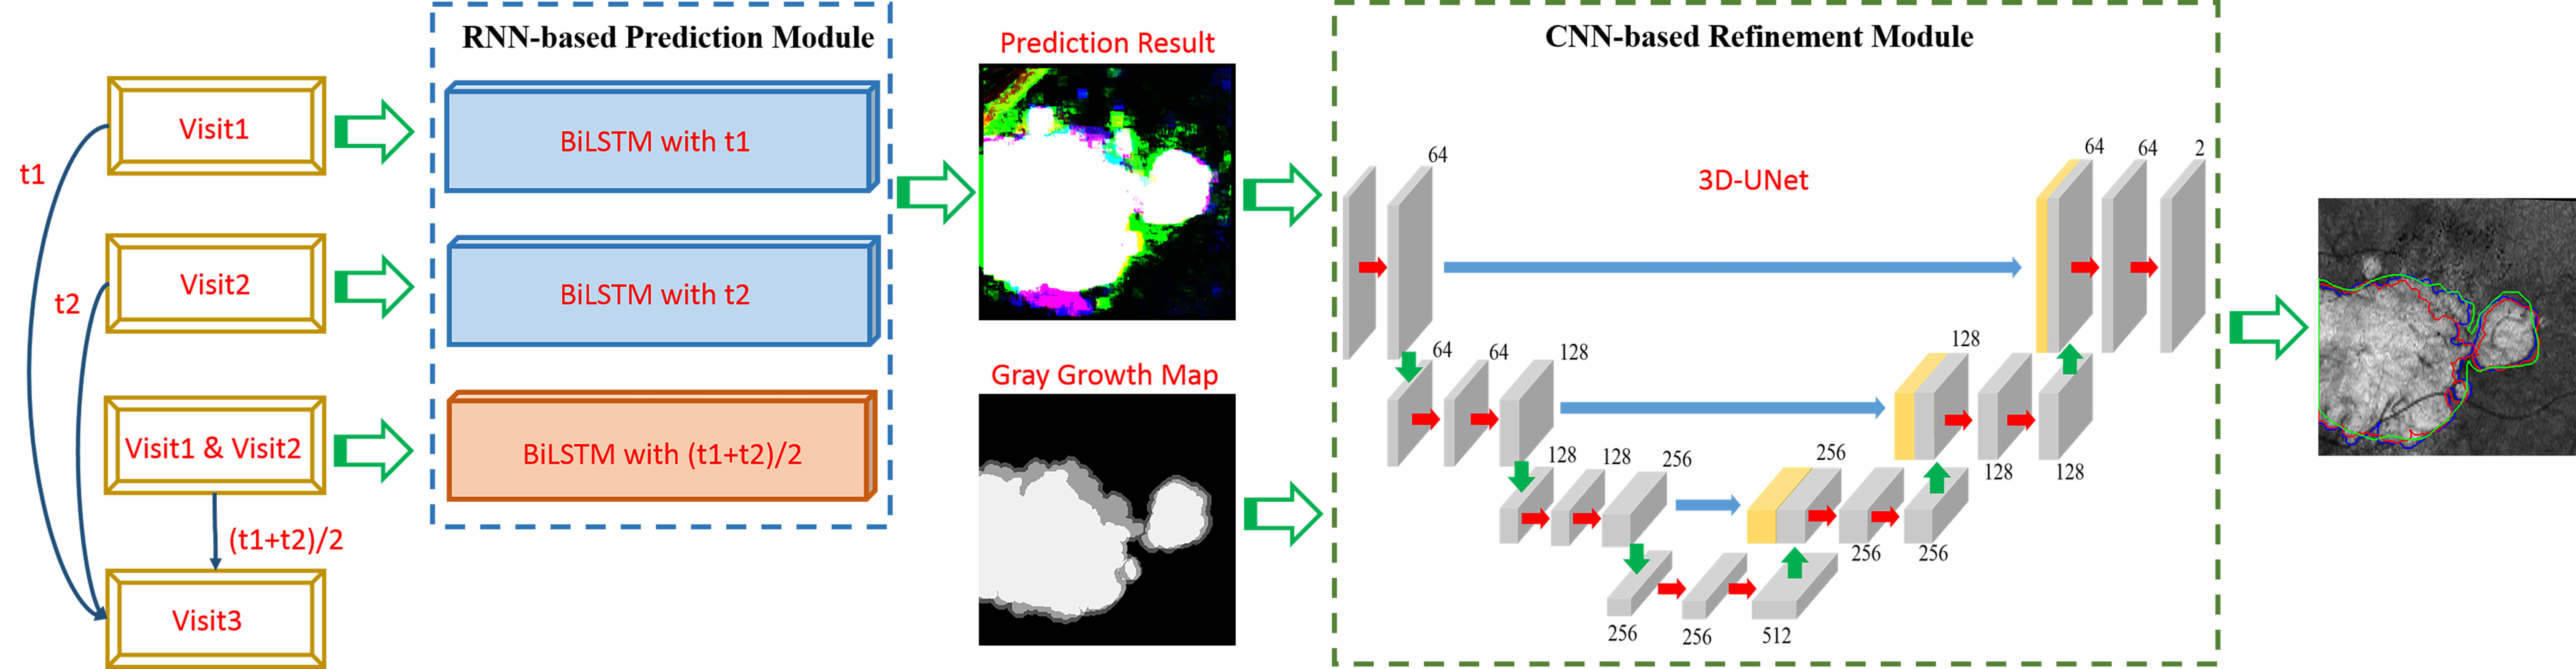 t1
t2
Visit1
Visit2
Visit1 & Visit2
(t1+t2)/2
Visit3
RNN-based Prediction Module
BiLSTM with t1
BiLSTM with t2
BiLSTM with (t1+t2)/2
Prediction Result
Gray Growth Map
CNN-based Refinement Module
3D-UNet
64
64 64 2
64 64 128
128
128 128 256
256
128 128
256 256
256 256 512